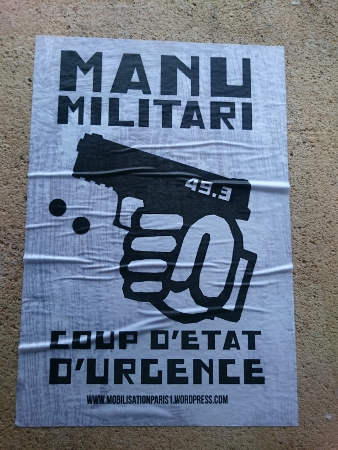 MANU
MILITARI
49.3
COUP D'ETAT
D'URGENCE
WWW.MOBILISATIONPARIS1.WORDPRESS.COM